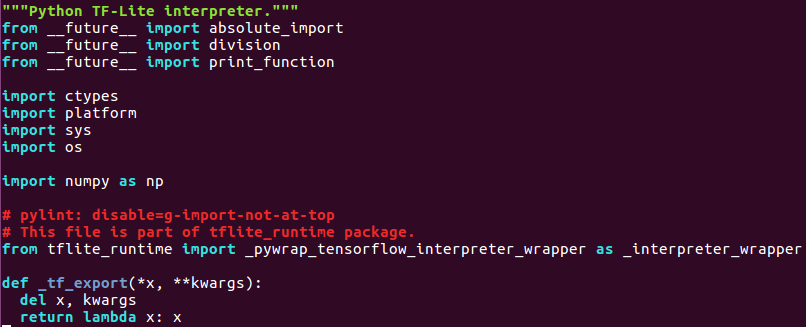 """Python TF-Lite interpreter."""
from __future__ import absolute_import
from __future__ import division
from __future__ import print_function

import ctypes
import platform
import sys
import os

import numpy as np

# pylint: disable=g-import-not-at-top
# This file is part of tflite_runtime package.
from tflite_runtime import _pywrap_tensorflow_interpreter_wrapper as _interpreter_wrapper

def _tf_export(*x, **kwargs):
  del x, kwargs
  return lambda x: x